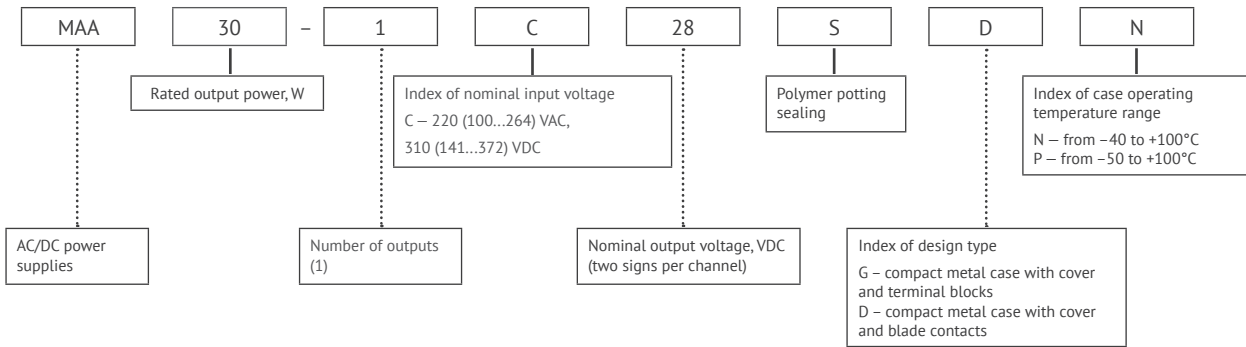 MAA 30 – 1 C 28 S D N
Rated output power, W
Index of nominal input voltage
C — 220 (100...264) VAC,
310 (141...372) VDC
Polymer potting
sealing
Index of case operating
temperature range
N — from –40 to +100°C
P — from –50 to +100°C
AC/DC power
supplies
Number of outputs
(1)
Nominal output voltage, VDC
(two signs per channel)
Index of design type
G – compact metal case with cover
and terminal blocks
D – compact metal case with cover
and blade contacts